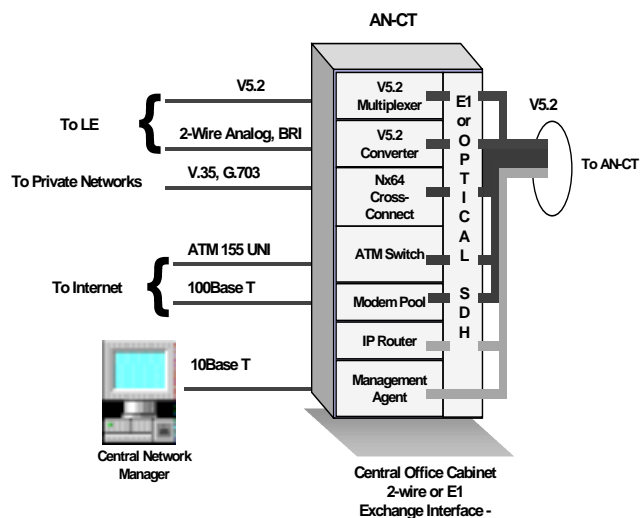 AN-CT
V5.2
To LE
2-Wire Analog, BRI
To Private Networks
V.35, G.703
ATM 155 UNI
To Internet
100Base T
10Base T
Central Network
Manager
V5.2
Multiplexer
V5.2
Converter
Nx64
Cross-
Connect
ATM Switch
Modem Pool
IP Router
Management
Agent
E1
or
O
P
T
I
C
A
L
S
D
H
V5.2
To AN-CT
Central Office Cabinet
2-wire or E1
Exchange Interface -